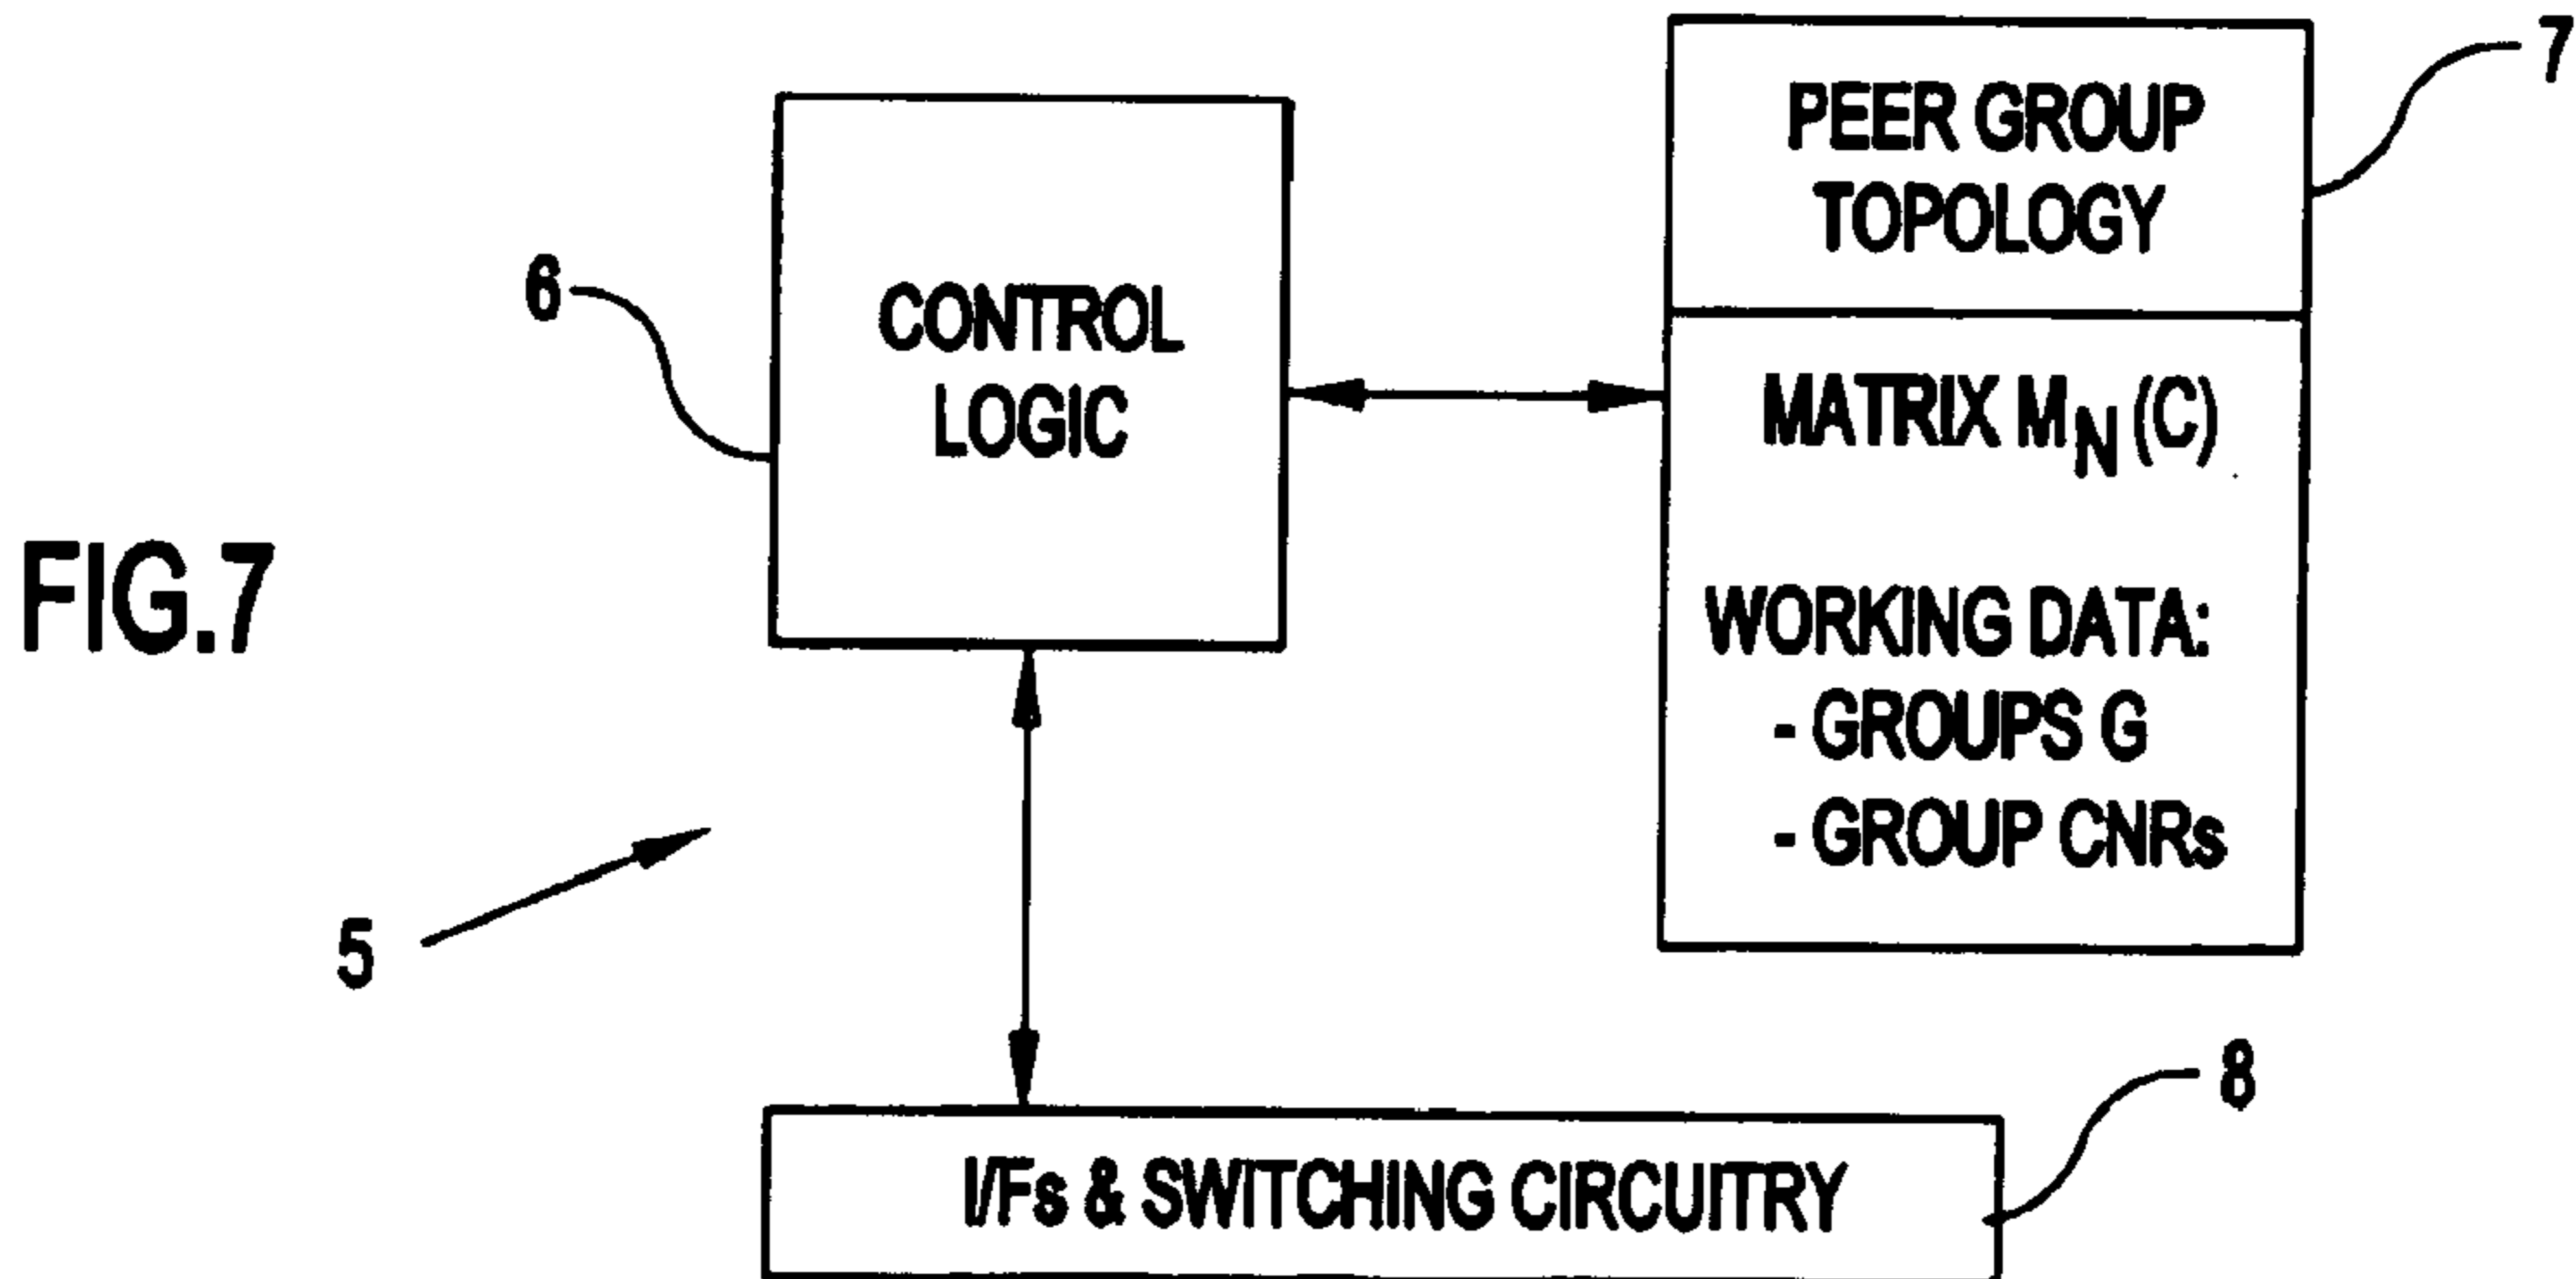 7
PEER GROUP
TOPOLOGY
6
CONTROL
LOGIC
MATRIX M_N (C)
FIG.7
WORKING DATA:
- GROUPS G
- GROUP CNRs
5
8
I/Fs & SWITCHING CIRCUITRY